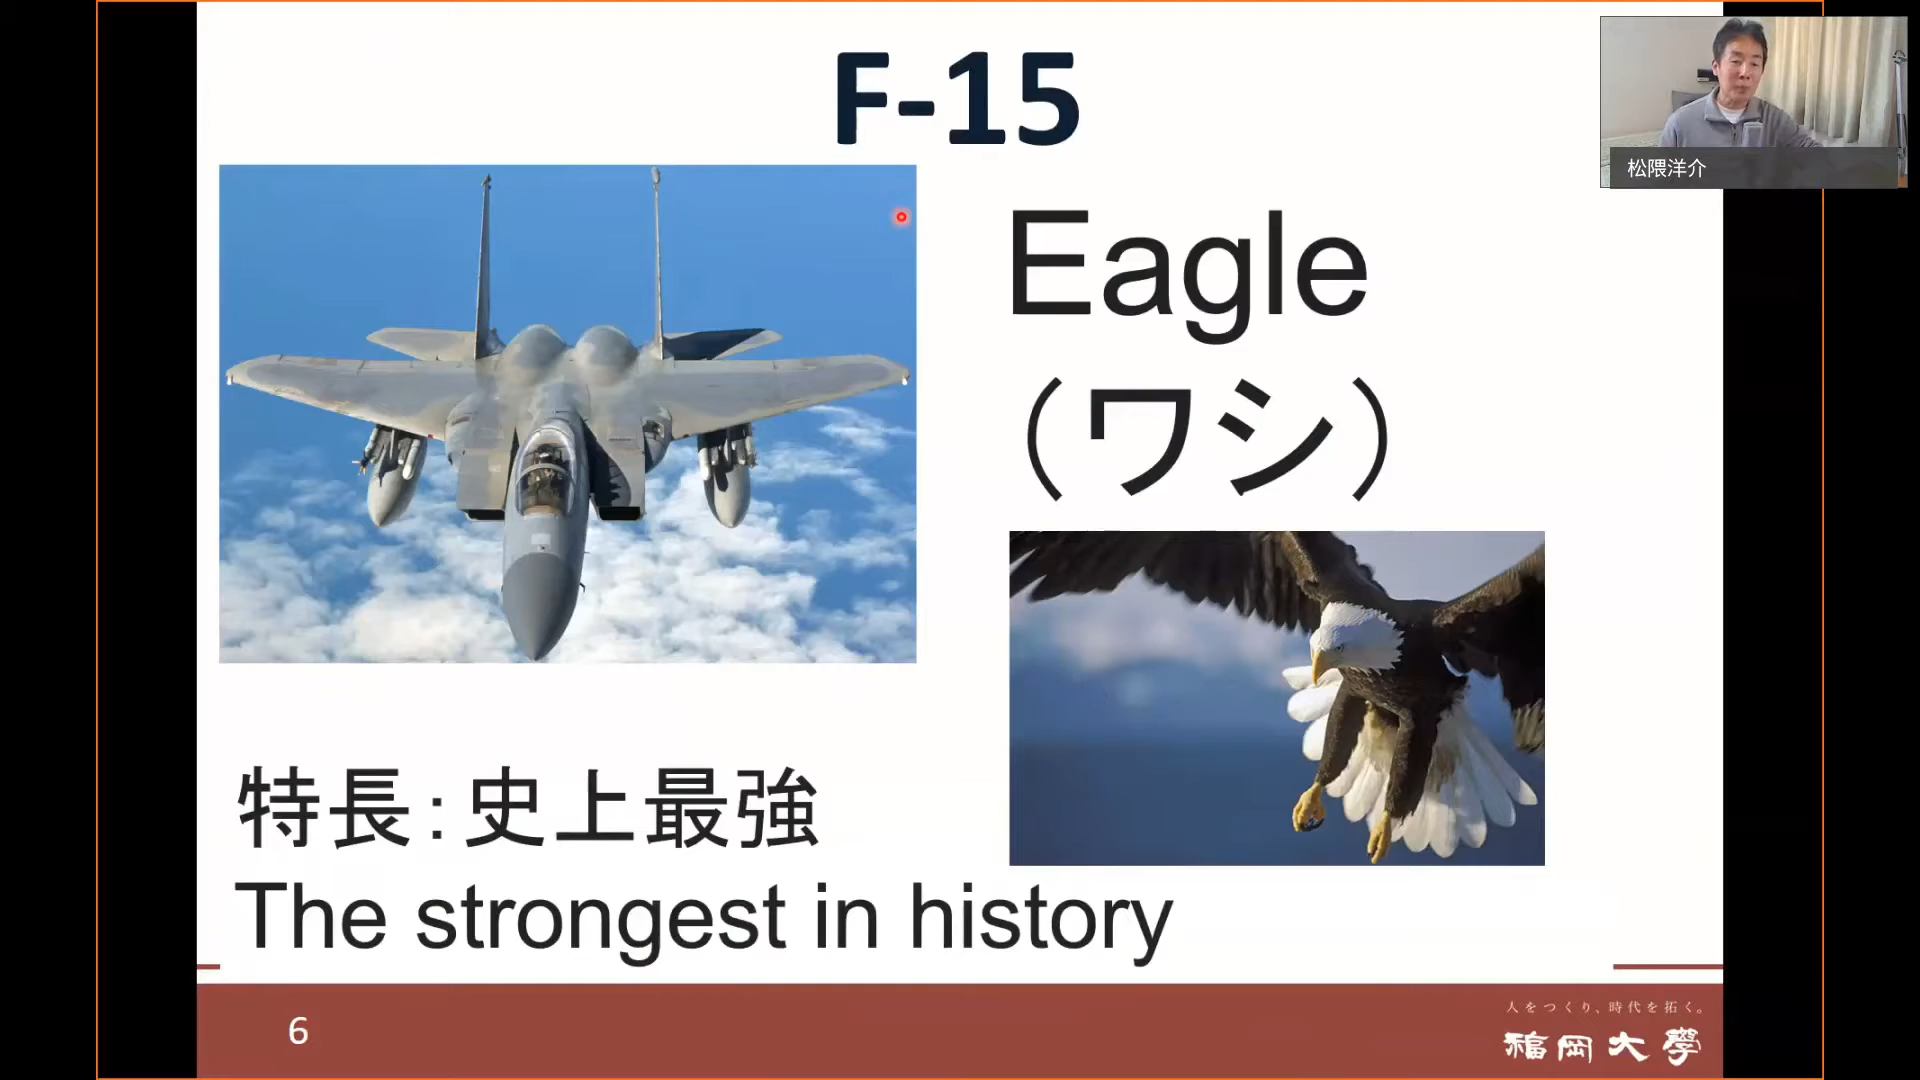 F-15
松隈洋介
Eagle
（ワシ）
特長：史上最強
The strongest in history
6
人をつくり、時代を拓く。
福岡大學